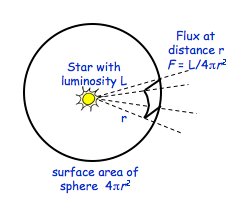 Flux at
distance r
F = L/4πr²
Star with
luminosity L
r
surface area of
sphere 4πr²